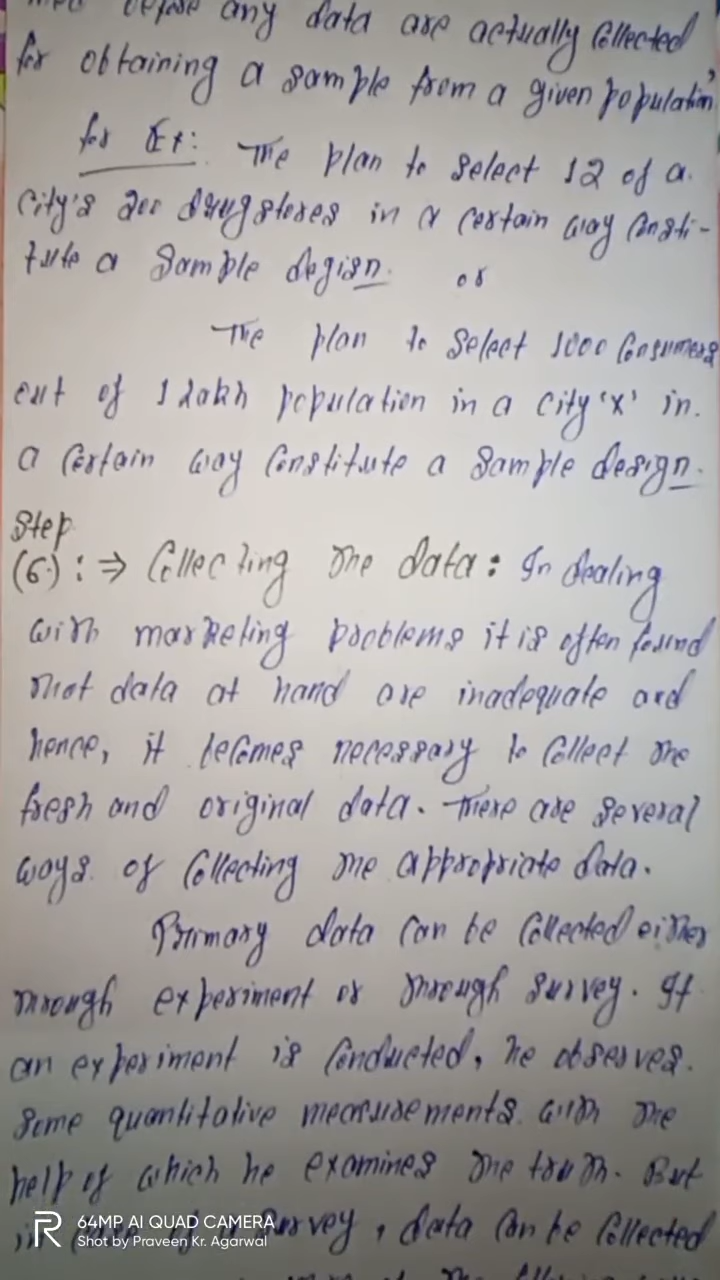 before any data are actually Collected
for obtaining a sample from a given population"
for Ex: The plan to select 12 of a
City's 200 drugstores in a certain way Consti-
tute a Sample degisn. or
The plan to select 1000 Consumers
out of 1 lakh population in a city 'X' in.
a Certain way Constitute a Sample design.
Step
(6.) :⇒ Collecting the data: In dealing
with marketing problems it is often found
that data at hand are inadequate and
hence, it becomes necessary to Collect the
fresh and original data. There are several
ways. of Collecting the appropriate data.
Primary data Can be Collected either
through experiment or through survey. If
an experiment is Conducted, he observes.
Some quantitative measurements. with the
help of which he examines the truth. But
in survey, data Can be Collected
64MP AI QUAD CAMERA
Shot by Praveen Kr. Agarwal